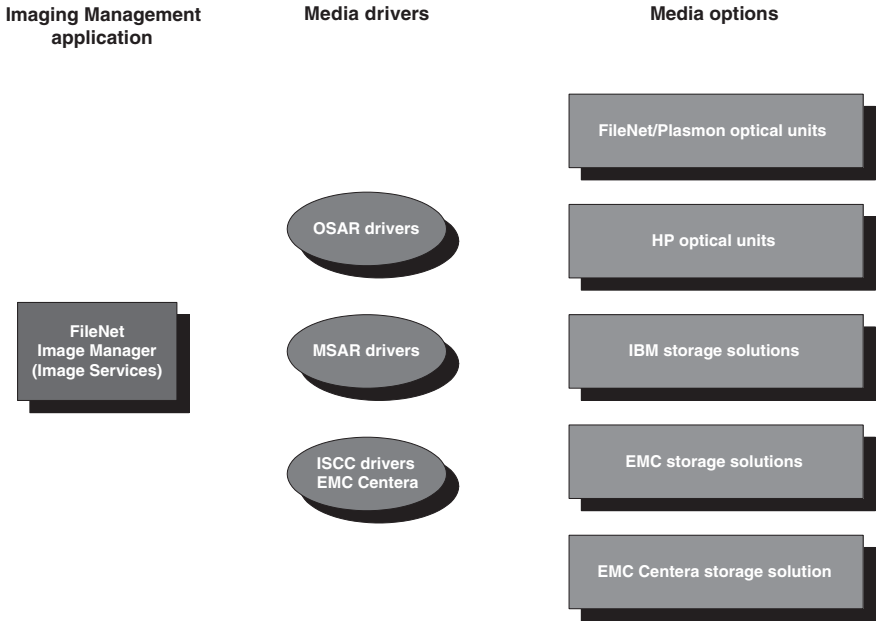 Imaging Management
application
Media drivers
Media options
FileNet
Image Manager
(Image Services)
OSAR drivers
MSAR drivers
ISCC drivers
EMC Centera
FileNet/Plasmon optical units
HP optical units
IBM storage solutions
EMC storage solutions
EMC Centera storage solution